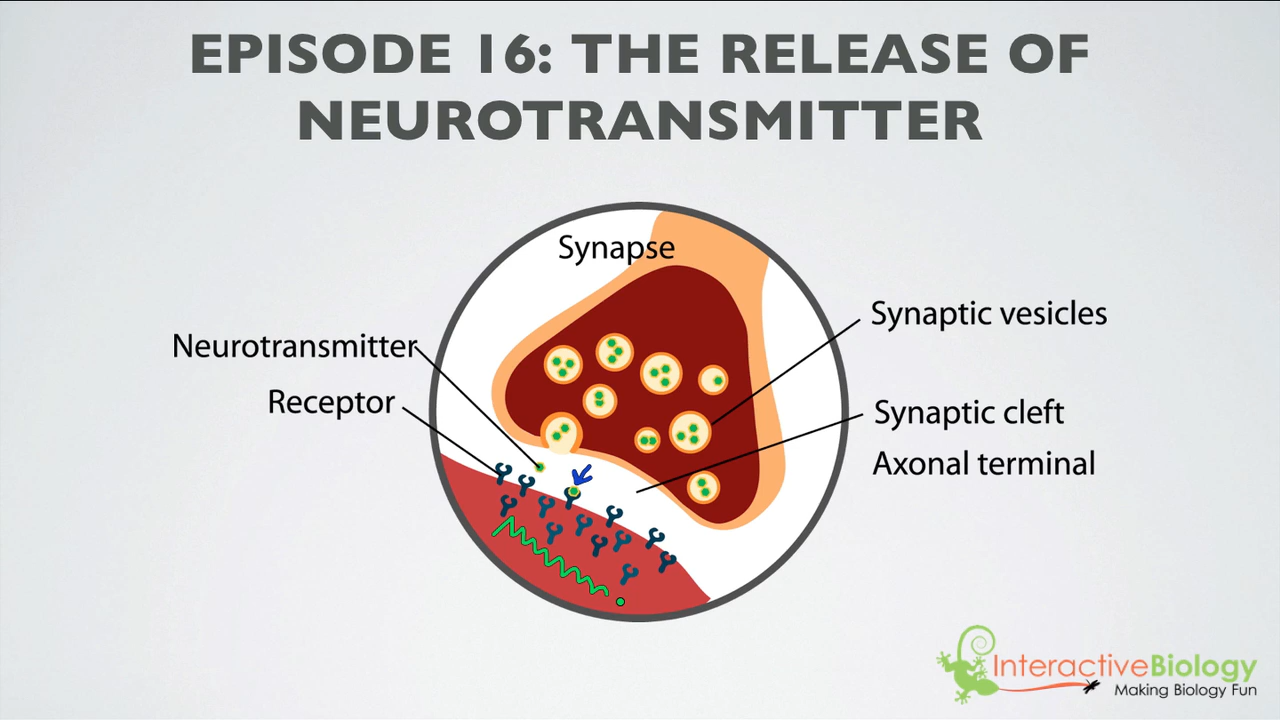 EPISODE 16: THE RELEASE OF
NEUROTRANSMITTER
Synapse
Neurotransmitter
Receptor
Synaptic vesicles
Synaptic cleft
Axonal terminal
InteractiveBiology
Making Biology Fun